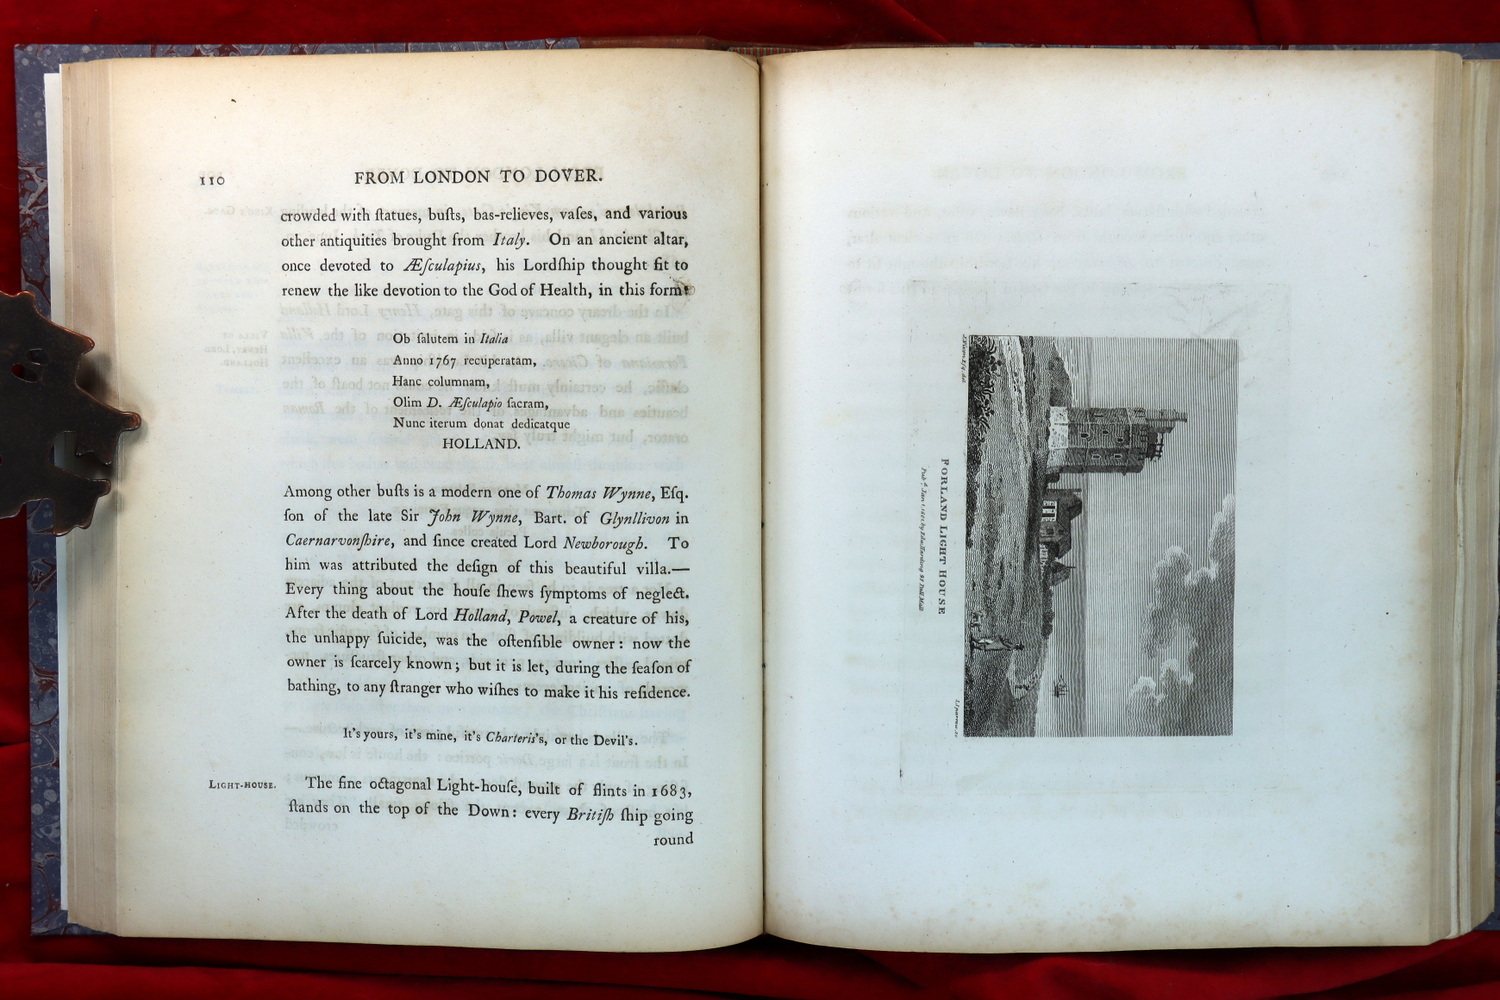 110
FROM LONDON TO DOVER.
crowded with ſtatues, buſts, bas-relieves, vaſes, and various
other antiquities brought from Italy. On an ancient altar,
once devoted to Æſculapius, his Lordſhip thought fit to
renew the like devotion to the God of Health, in this form:
Ob ſalutem in Italia
Anno 1767 recuperatam,
Hanc columnam,
Olim D. Æſculapio ſacram,
Nunc iterum donat dedicatque
HOLLAND.
Among other buſts is a modern one of Thomas Wynne, Eſq.
ſon of the late Sir John Wynne, Bart. of Glynllivon in
Caernarvonſhire, and ſince created Lord Newborough. To
him was attributed the deſign of this beautiful villa.—
Every thing about the houſe ſhews ſymptoms of neglect.
After the death of Lord Holland, Powel, a creature of his,
the unhappy ſuicide, was the oſtenſible owner: now the
owner is ſcarcely known; but it is let, during the ſeaſon of
bathing, to any ſtranger who wiſhes to make it his reſidence.
It's yours, it's mine, it's Charteris's, or the Devil's.
LIGHT-HOUSE.
The fine octagonal Light-houſe, built of flints in 1683,
ſtands on the top of the Down: every Britiſh ſhip going
round
FORLAND LIGHT HOUSE